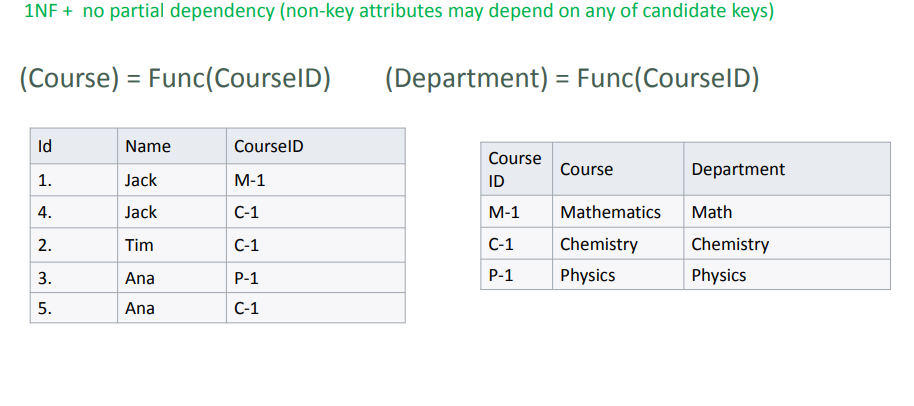 1NF + no partial dependency (non-key attributes may depend on any of candidate keys)
(Course) = Func(CourseID) (Department) = Func(CourseID)
Id Name CourseID
1. Jack M-1
4. Jack C-1
2. Tim C-1
3. Ana P-1
5. Ana C-1
Course
ID Course Department
M-1 Mathematics Math
C-1 Chemistry Chemistry
P-1 Physics Physics